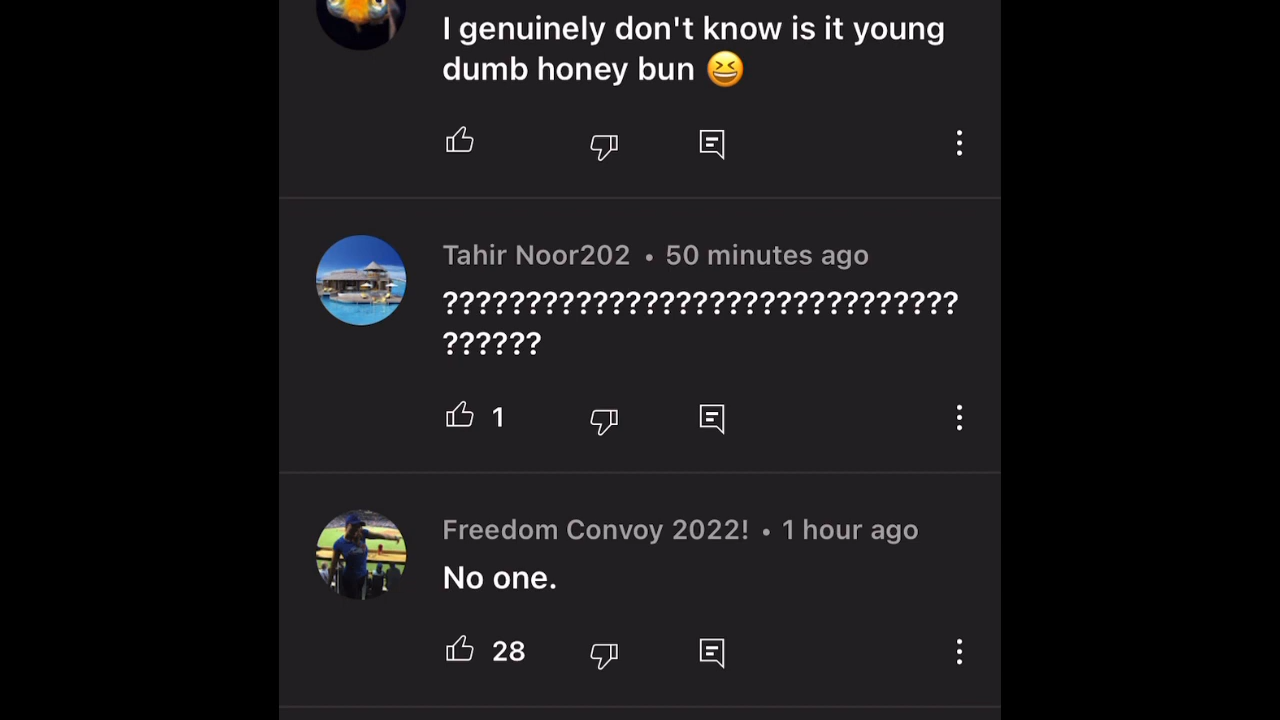 I genuinely don't know is it young
dumb honey bun 😆
Tahir Noor202 • 50 minutes ago
???????????????????????????????
??????
1
Freedom Convoy 2022! • 1 hour ago
No one.
28